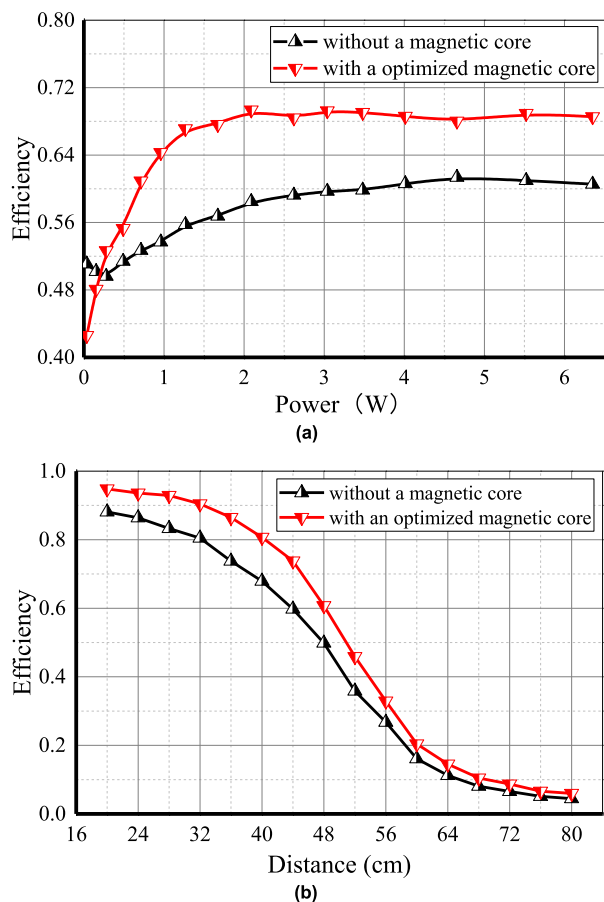 0.80
0.72
0.64
0.56
0.48
0.40
Efficiency
without a magnetic core
with a optimized magnetic core
0 1 2 3 4 5 6
Power（W）
(a)
1.0
0.8
0.6
0.4
0.2
0.0
Efficiency
without a magnetic core
with an optimized magnetic core
16 24 32 40 48 56 64 72 80
Distance (cm)
(b)